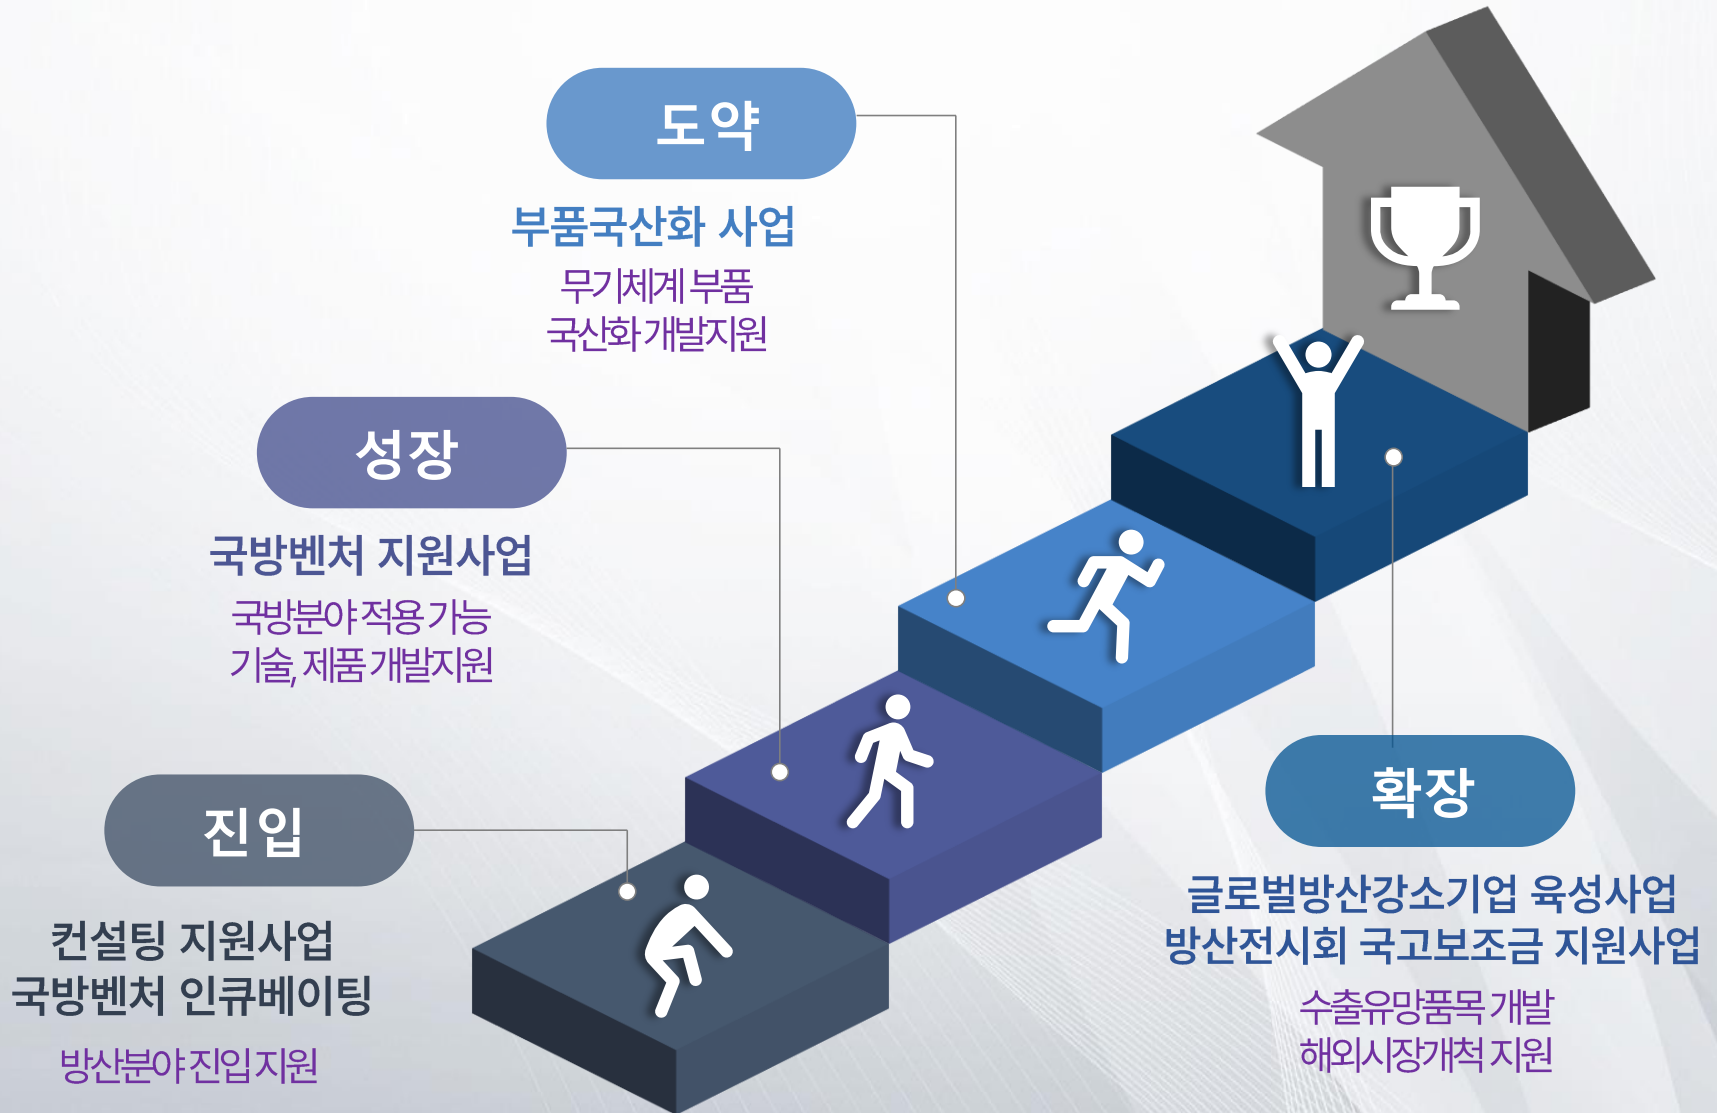 도약
부품국산화 사업
무기체계 부품
국산화 개발지원
성장
국방벤처 지원사업
국방분야 적용 가능
기술, 제품 개발지원
진입
컨설팅 지원사업
국방벤처 인큐베이팅
방산분야 진입 지원
확장
글로벌방산강소기업 육성사업
방산전시회 국고보조금 지원사업
수출유망품목 개발
해외시장개척 지원